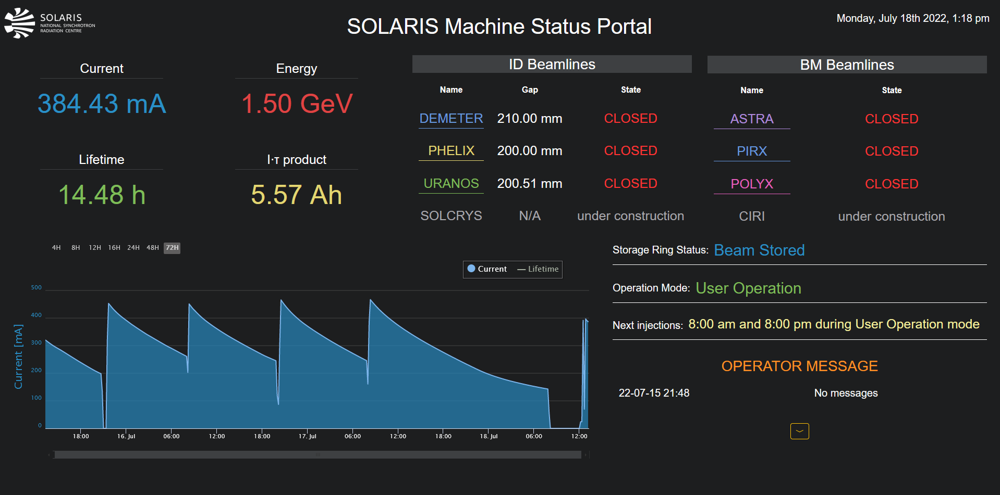 SOLARIS
NATIONAL SYNCHROTRON
RADIATION CENTRE
SOLARIS Machine Status Portal
Monday, July 18th 2022, 1:18 pm
Current
384.43 mA
Energy
1.50 GeV
Lifetime
14.48 h
I·τ product
5.57 Ah
ID Beamlines
Name Gap State
DEMETER 210.00 mm CLOSED
PHELIX 200.00 mm CLOSED
URANOS 200.51 mm CLOSED
SOLCRYS N/A under construction
BM Beamlines
Name State
ASTRA CLOSED
PIRX CLOSED
POLYX CLOSED
CIRI under construction
4H 8H 12H 16H 24H 48H 72H
Current Lifetime
Current [mA]
500
400
300
200
100
0
18:00 16. Jul 06:00 12:00 18:00 17. Jul 06:00 12:00 18:00 18. Jul 06:00 12:00
Storage Ring Status: Beam Stored
Operation Mode: User Operation
Next injections: 8:00 am and 8:00 pm during User Operation mode
OPERATOR MESSAGE
22-07-15 21:48 No messages